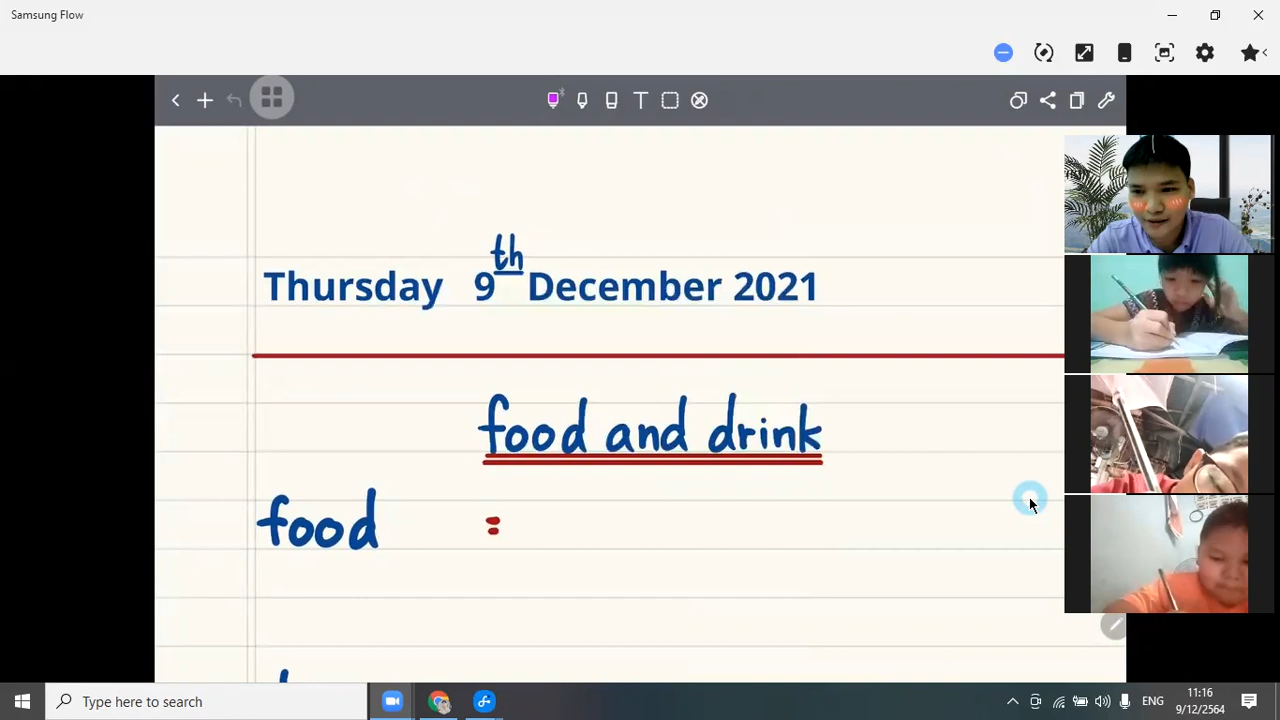 Samsung Flow
T
Thursday 9th December 2021
food and drink
food =
Type here to search
ENG
11:16
9/12/2564